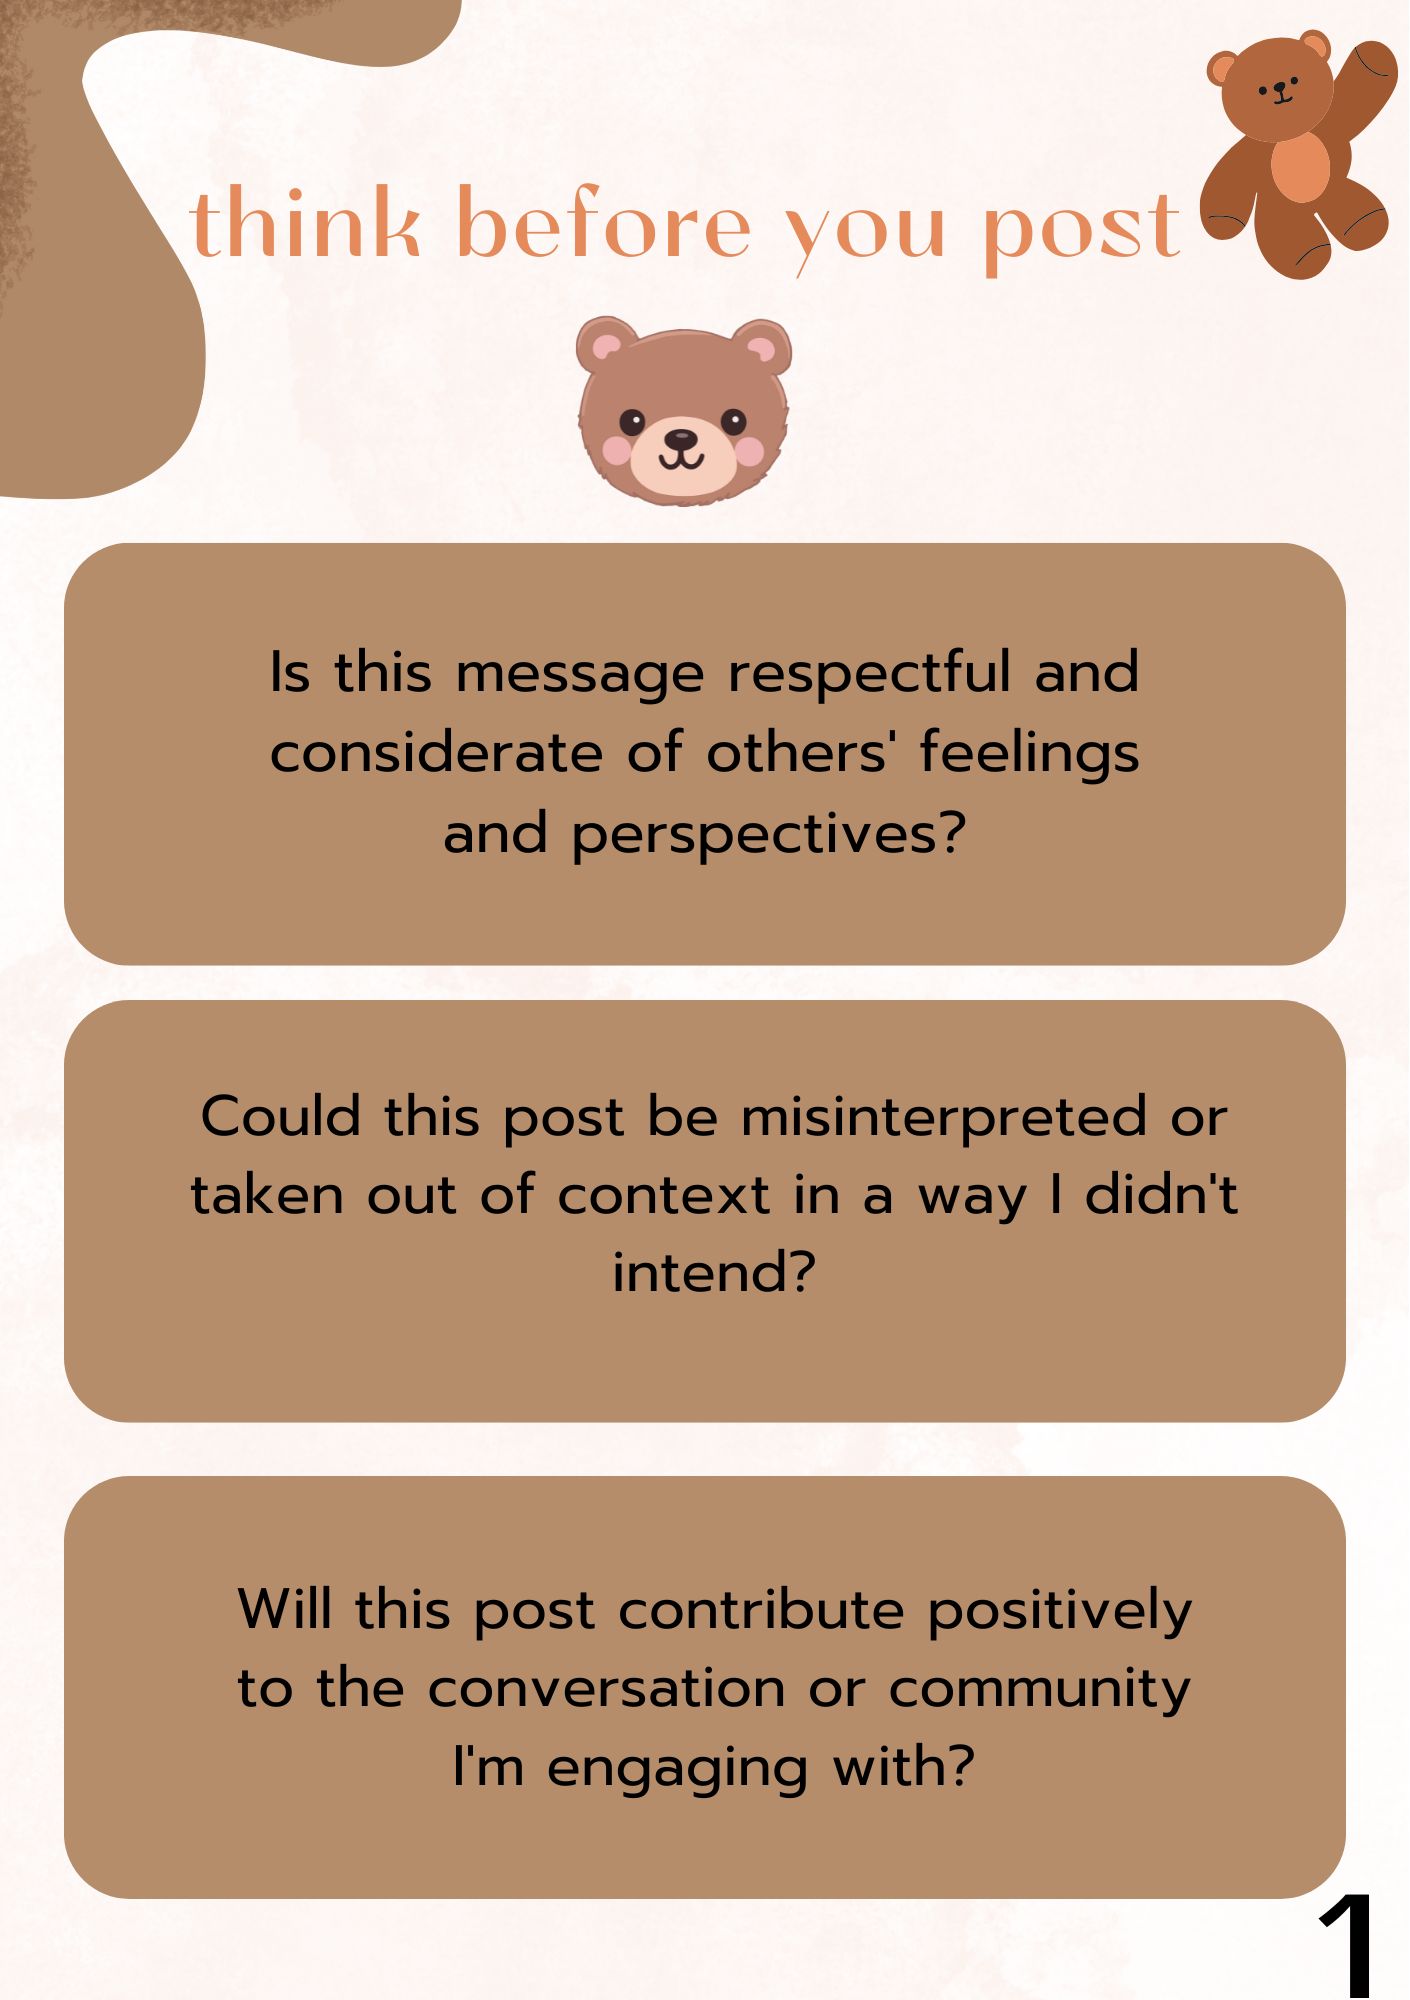 think before you post
Is this message respectful and
considerate of others' feelings
and perspectives?
Could this post be misinterpreted or
taken out of context in a way I didn't
intend?
Will this post contribute positively
to the conversation or community
I'm engaging with?
1